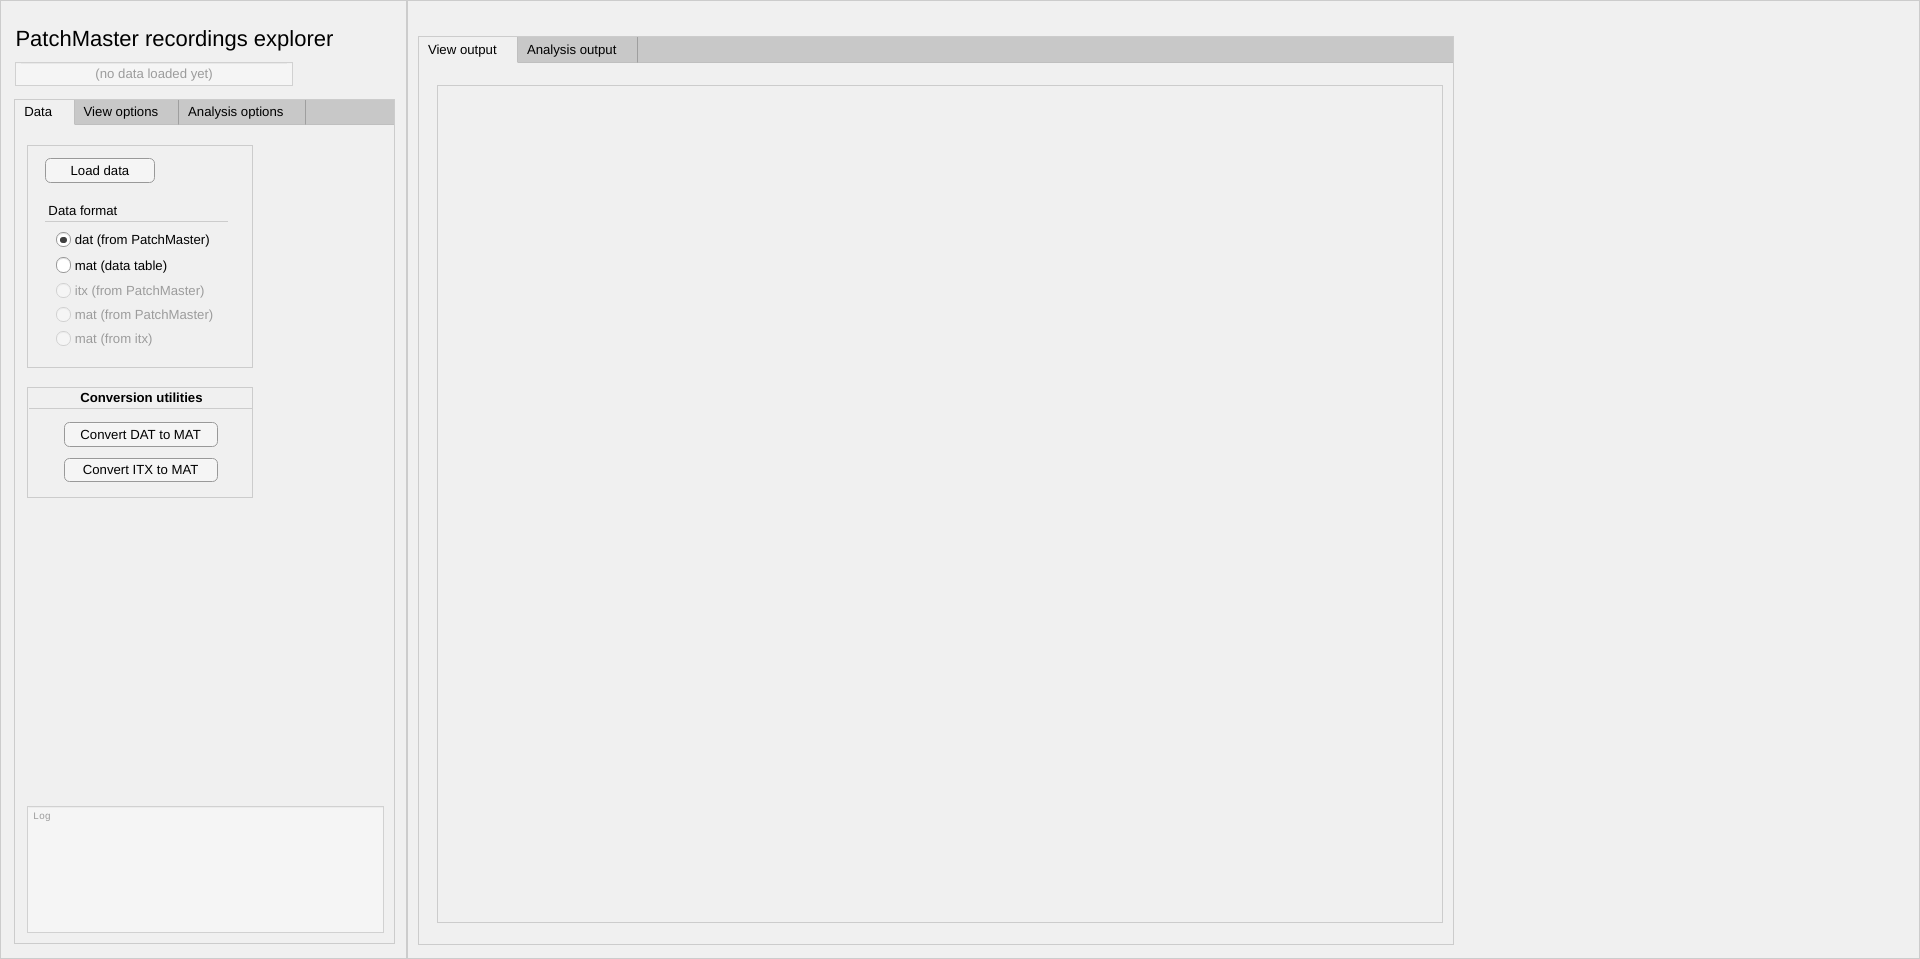 PatchMaster recordings explorer
(no data loaded yet)
Data
View options
Analysis options
Load data
Data format
dat (from PatchMaster)
mat (data table)
itx (from PatchMaster)
mat (from PatchMaster)
mat (from itx)
Conversion utilities
Convert DAT to MAT
Convert ITX to MAT
Log
View output
Analysis output